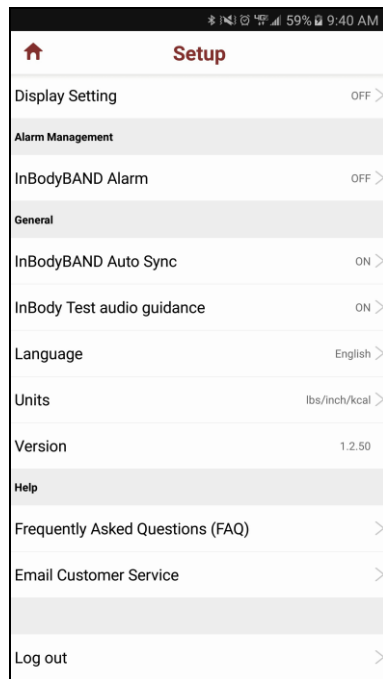 59% 9:40 AM
Setup
Display Setting OFF
Alarm Management
InBodyBAND Alarm OFF
General
InBodyBAND Auto Sync ON
InBody Test audio guidance ON
Language English
Units lbs/inch/kcal
Version 1.2.50
Help
Frequently Asked Questions (FAQ)
Email Customer Service
Log out